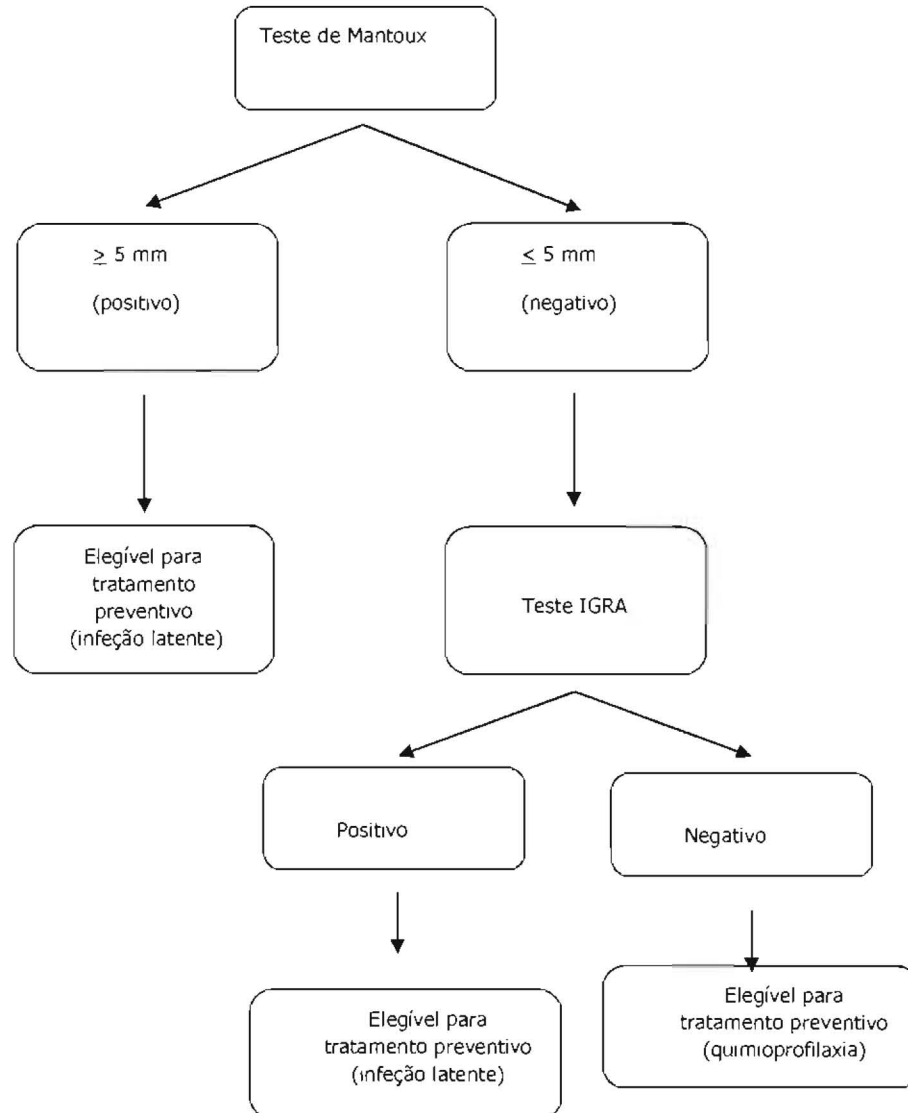 Teste de Mantoux
≥ 5 mm
(positivo)
≤ 5 mm
(negativo)
Elegível para
tratamento
preventivo
(infeção latente)
Teste IGRA
Positivo
Negativo
Elegível para
tratamento preventivo
(infeção latente)
Elegível para
tratamento preventivo
(quimioprofilaxia)